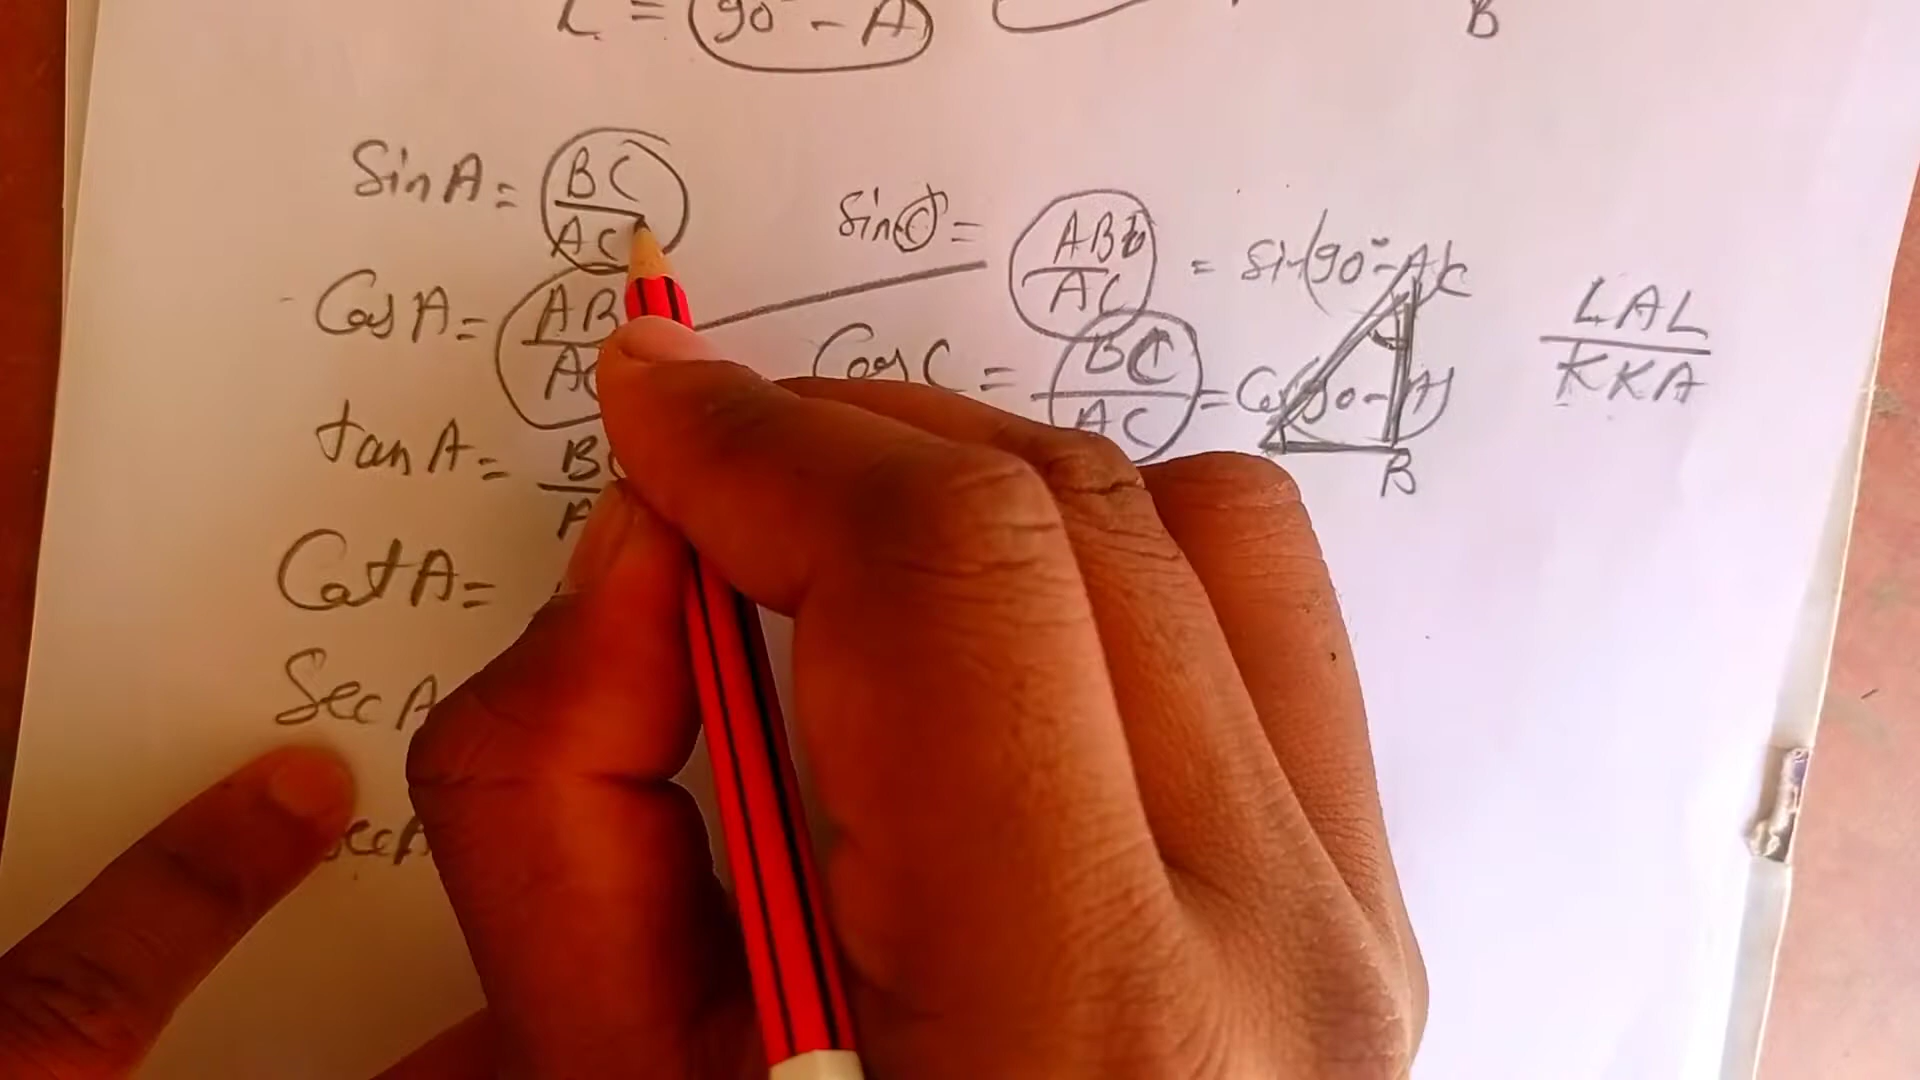 C = 90° - A
B
Sin A = BC / AC
Sin C = AB / AC = Sin(90° - A)
C
Cos A = AB / AC
Cos C = BC / AC = Cos(90 - A)
LAL / KKA
B
tan A = BC / A
Cot A =
Sec A
secA